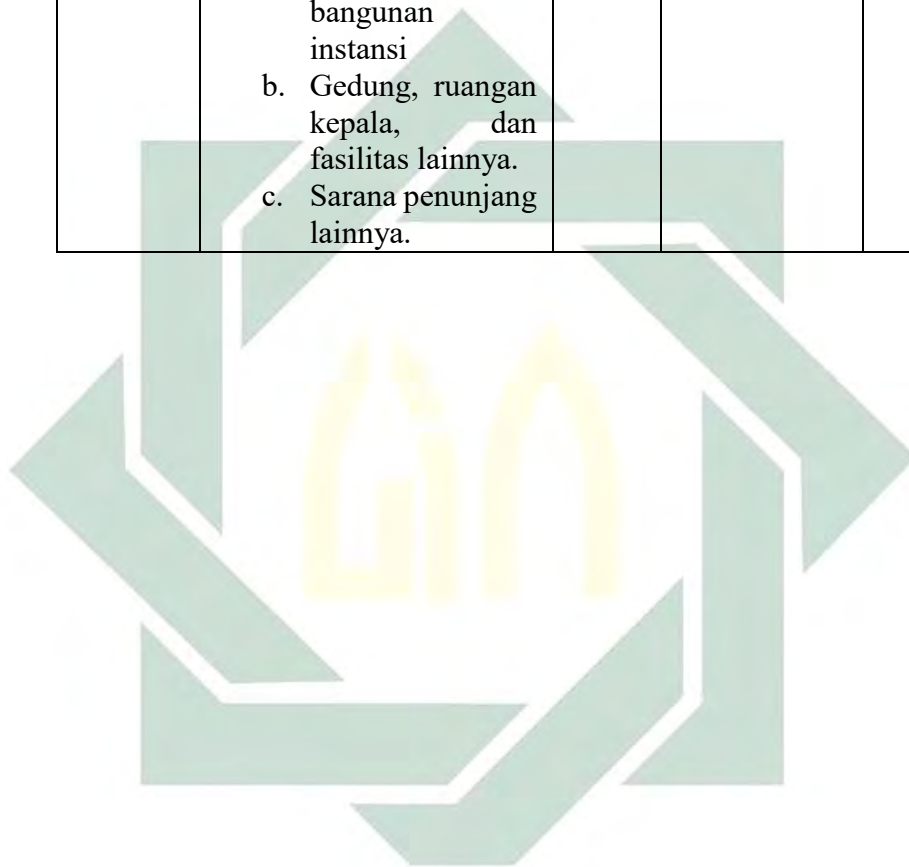 bangunan
instansi
b. Gedung, ruangan
kepala, dan
fasilitas lainnya.
c. Sarana penunjang
lainnya.